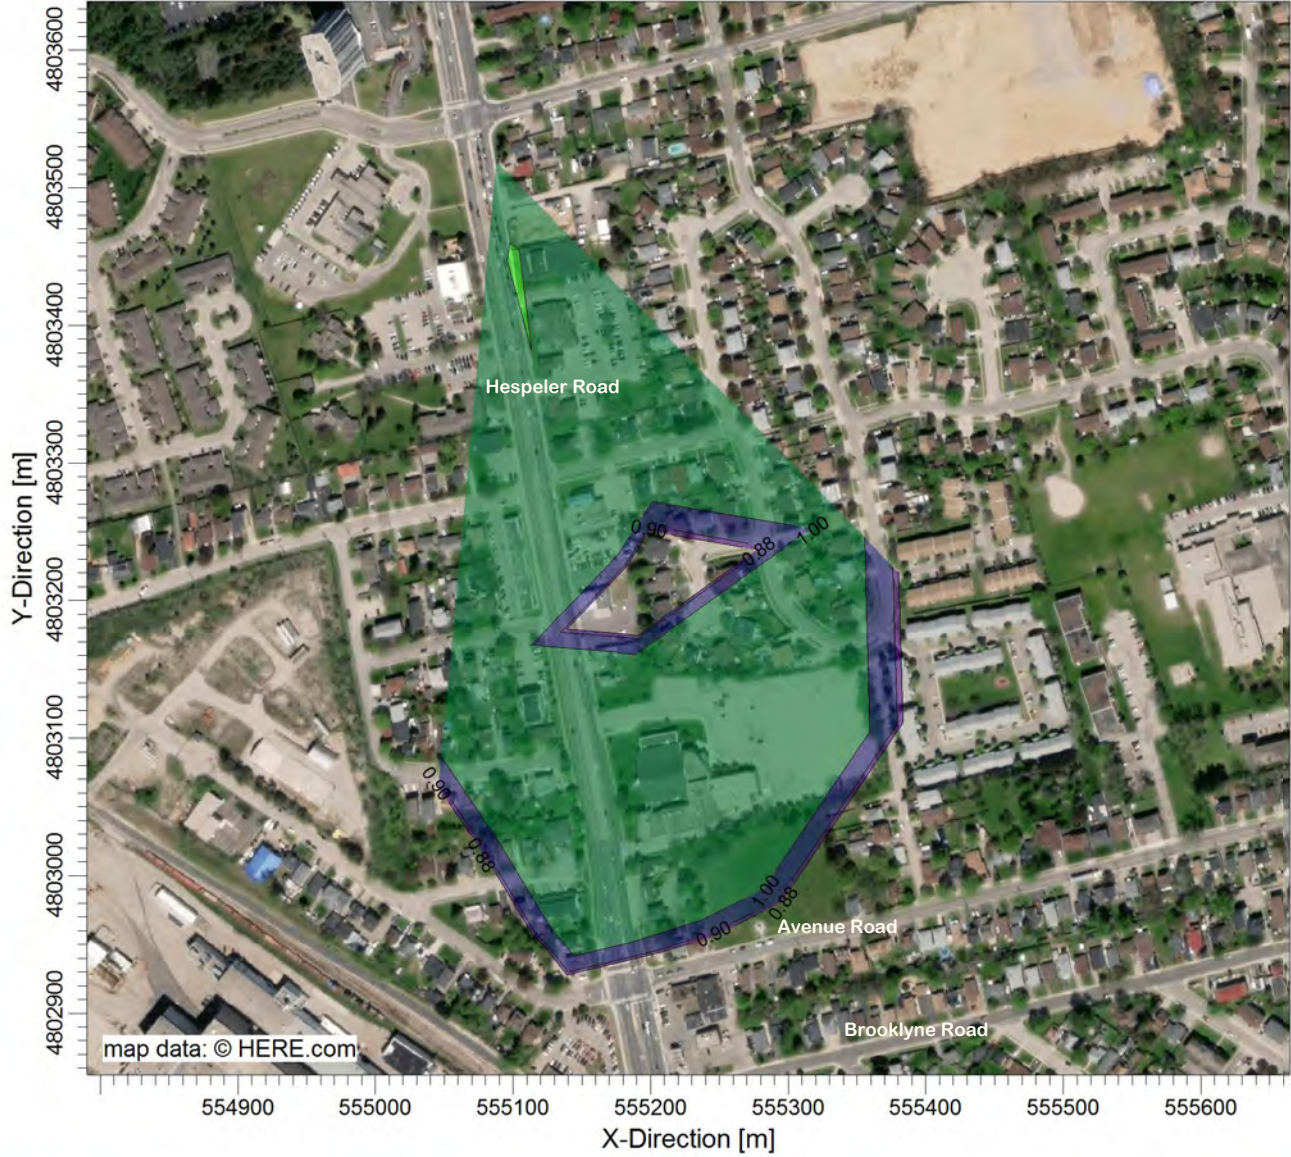 4803600
4803500
4803400
4803300
4803200
4803100
4803000
4802900
Y-Direction [m]
Hespeler Road
0.90
0.88
1.00
0.90
0.88
1.00
0.88
0.90
Avenue Road
Brooklyne Road
map data: © HERE.com
554900 555000 555100 555200 555300 555400 555500 555600
X-Direction [m]